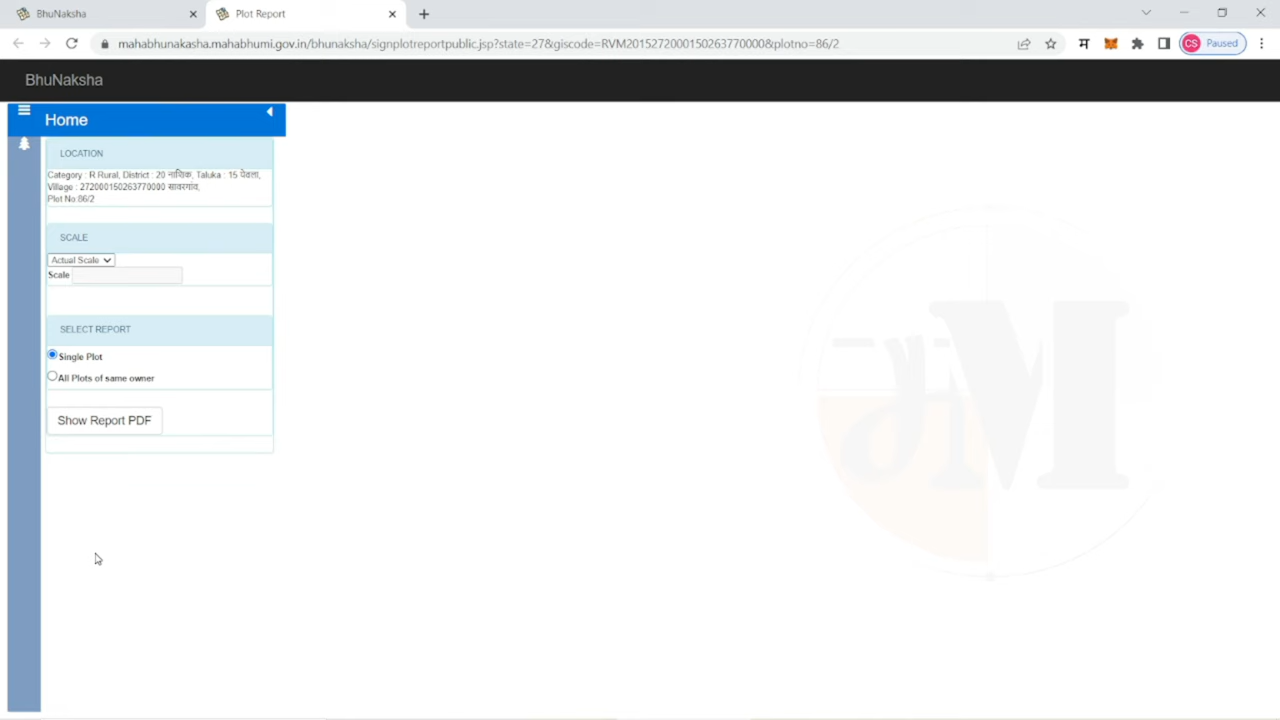 BhuNaksha
Plot Report
mahabhunakasha.mahabhumi.gov.in/bhunaksha/signplotreportpublic.jsp?state=27&giscode=RVM2015272000150263770000&plotno=86/2
म
CS Paused
BhuNaksha
Home
LOCATION
Category : R Rural, District : 20 नाशिक, Taluka : 15 येवला,
Village : 272000150263770000 सावरगांव,
Plot No:86/2
SCALE
Actual Scale
Scale
SELECT REPORT
Single Plot
All Plots of same owner
Show Report PDF
M